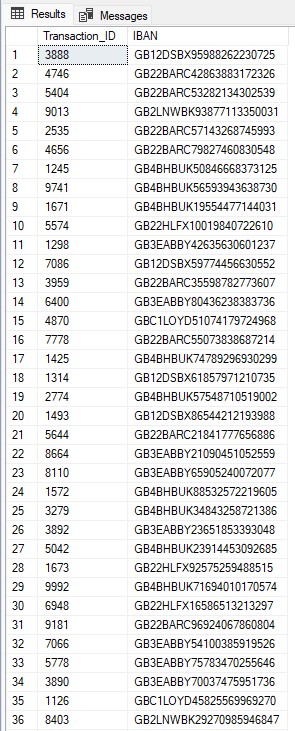 Results Messages
Transaction_ID IBAN
1 3888 GB12DSBX95988262230725
2 4746 GB22BARC42863883172326
3 5404 GB22BARC53282134302539
4 9013 GB2LNWBK93877113350031
5 2535 GB22BARC57143268745993
6 4656 GB22BARC79827460830548
7 1245 GB4BHBUK50846668373125
8 9741 GB4BHBUK56593943638730
9 1671 GB4BHBUK19554477144031
10 5574 GB22HLFX10019840722610
11 1298 GB3EABBY42635630601237
12 7086 GB12DSBX59774456630552
13 3959 GB22BARC35598782773607
14 6400 GB3EABBY80436238383736
15 4870 GBC1LOYD51074179724968
16 7778 GB22BARC55073838687214
17 1425 GB4BHBUK74789296930299
18 1314 GB12DSBX61857971210735
19 2774 GB4BHBUK57548710519002
20 1493 GB12DSBX86544212193988
21 5644 GB22BARC21841777656886
22 8664 GB3EABBY21090451052559
23 8110 GB3EABBY65905240072077
24 1572 GB4BHBUK88532572219605
25 3279 GB4BHBUK34843258721386
26 3892 GB3EABBY23651853393048
27 5042 GB4BHBUK23914453092685
28 1673 GB22HLFX92575259488515
29 9992 GB4BHBUK71694010170574
30 6948 GB22HLFX16586513213297
31 9181 GB22BARC96924067860804
32 7066 GB3EABBY54100385919526
33 5778 GB3EABBY75783470255646
34 3890 GB3EABBY70037475951736
35 1126 GBC1LOYD45825569969270
36 8403 GB2LNWBK29270985946847